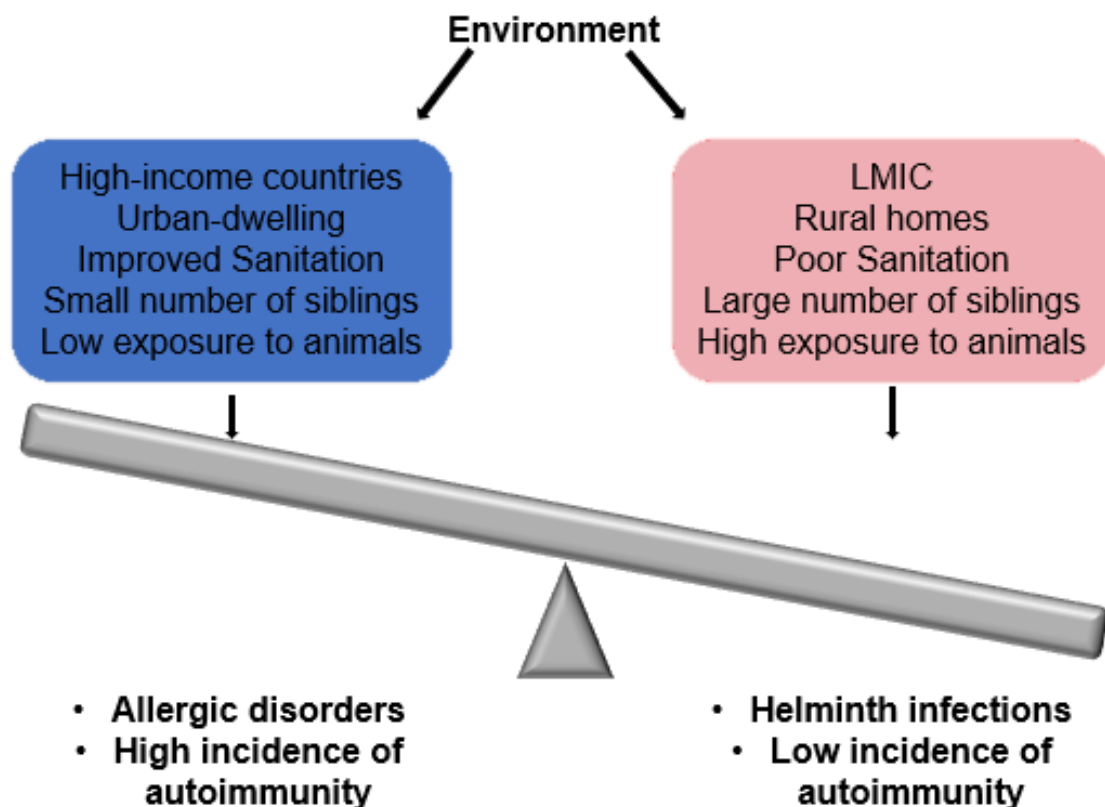 Environment
High-income countries
Urban-dwelling
Improved Sanitation
Small number of siblings
Low exposure to animals
LMIC
Rural homes
Poor Sanitation
Large number of siblings
High exposure to animals
• Allergic disorders
• High incidence of
autoimmunity
• Helminth infections
• Low incidence of
autoimmunity